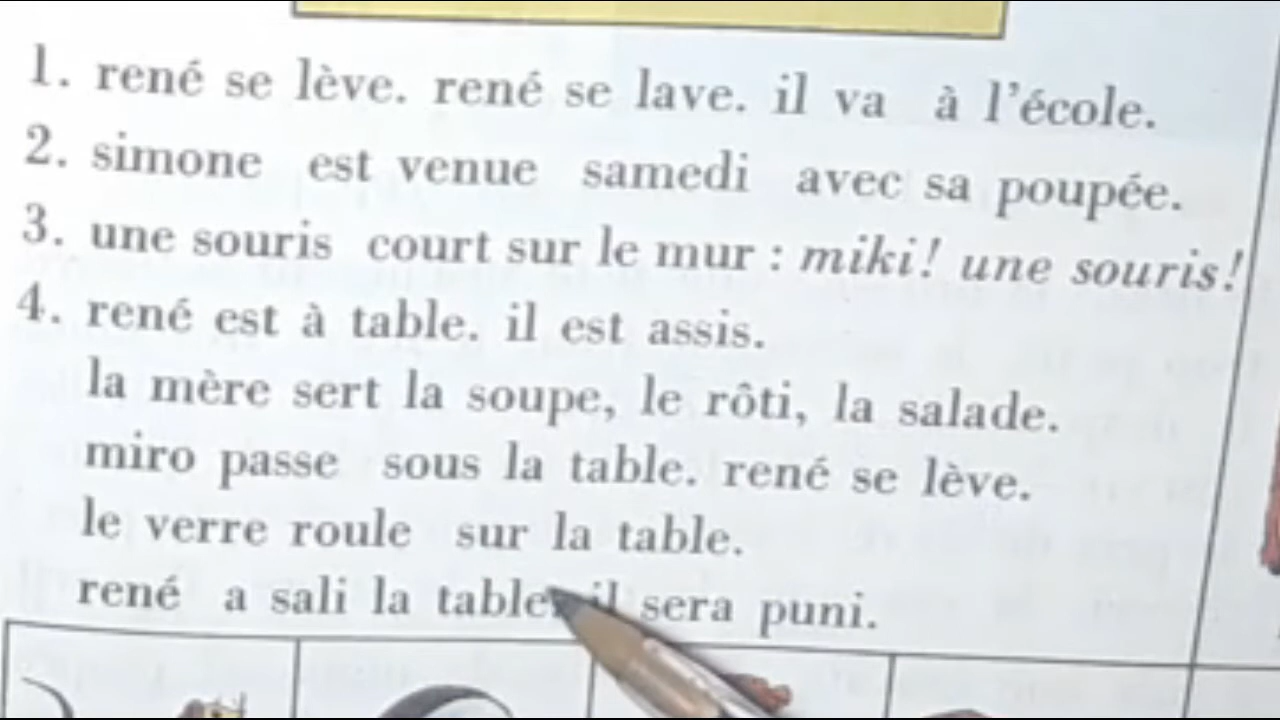 1. rené se lève. rené se lave. il va à l'école.
2. simone est venue samedi avec sa poupée.
3. une souris court sur le mur : miki! une souris!
4. rené est à table. il est assis.
la mère sert la soupe, le rôti, la salade.
miro passe sous la table. rené se lève.
le verre roule sur la table.
rené a sali la table. il sera puni.